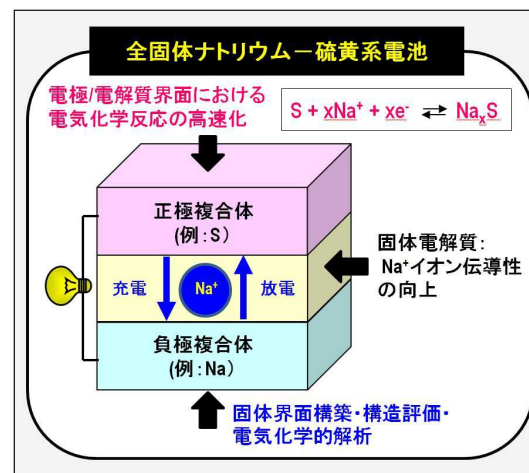 全固体ナトリウム－硫黄系電池
電極/電解質界面における
電気化学反応の高速化
S + xNa⁺ + xe⁻ ⇄ NaₓS
正極複合体
(例：S)
充電
Na⁺
放電
固体電解質：
Na⁺イオン伝導性
の向上
負極複合体
(例：Na)
固体界面構築・構造評価・
電気化学的解析